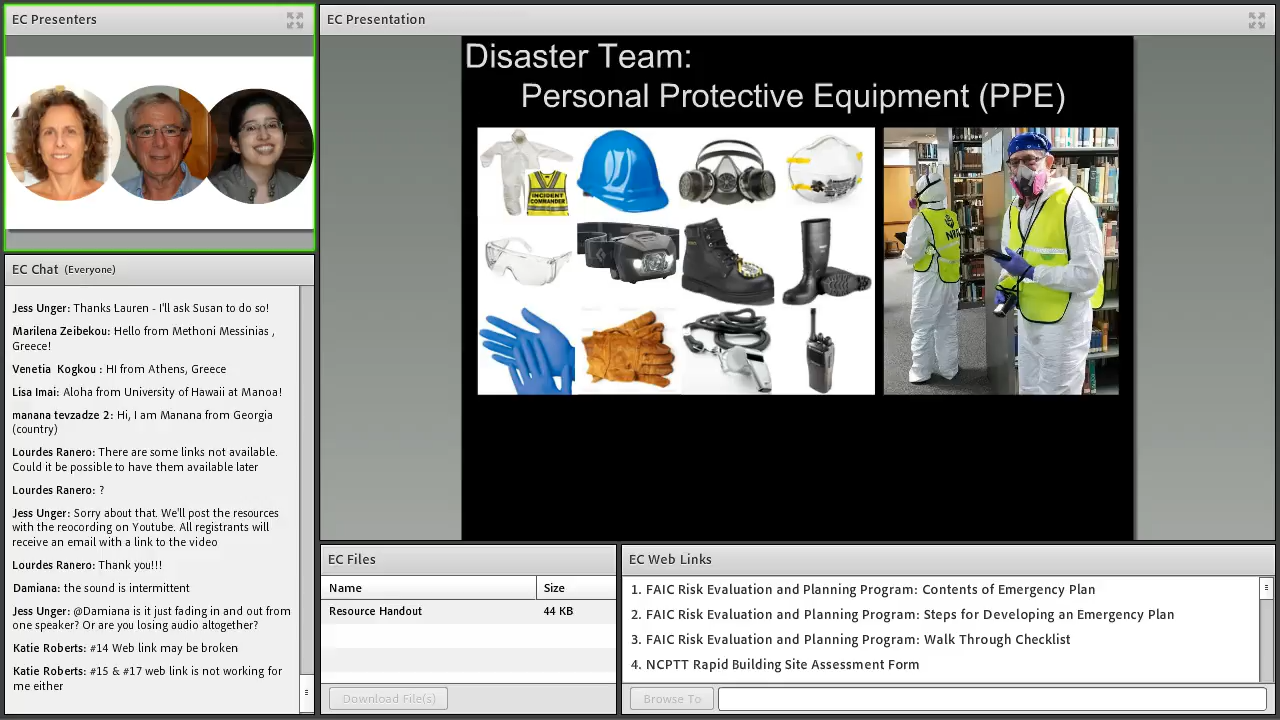 EC Presenters
EC Chat (Everyone)
Jess Unger: Thanks Lauren - I'll ask Susan to do so!
Marilena Zeibekou: Hello from Methoni Messinias ,
Greece!
Venetia Kogkou : HI from Athens, Greece
Lisa Imai: Aloha from University of Hawaii at Manoa!
manana tevzadze 2: Hi, I am Manana from Georgia
(country)
Lourdes Ranero: There are some links not available.
Could it be possible to have them available later
Lourdes Ranero: ?
Jess Unger: Sorry about that. We'll post the resources
with the reocording on Youtube. All registrants will
receive an email with a link to the video
Lourdes Ranero: Thank you!!!
Damiana: the sound is intermittent
Jess Unger: @Damiana is it just fading in and out from
one speaker? Or are you losing audio altogether?
Katie Roberts: #14 Web link may be broken
Katie Roberts: #15 & #17 web link is not working for
me either
EC Presentation
Disaster Team:
Personal Protective Equipment (PPE)
INCIDENT
COMMANDER
EC Files
Name Size
Resource Handout 44 KB
Download File(s)
EC Web Links
1. FAIC Risk Evaluation and Planning Program: Contents of Emergency Plan
2. FAIC Risk Evaluation and Planning Program: Steps for Developing an Emergency Plan
3. FAIC Risk Evaluation and Planning Program: Walk Through Checklist
4. NCPTT Rapid Building Site Assessment Form
Browse To